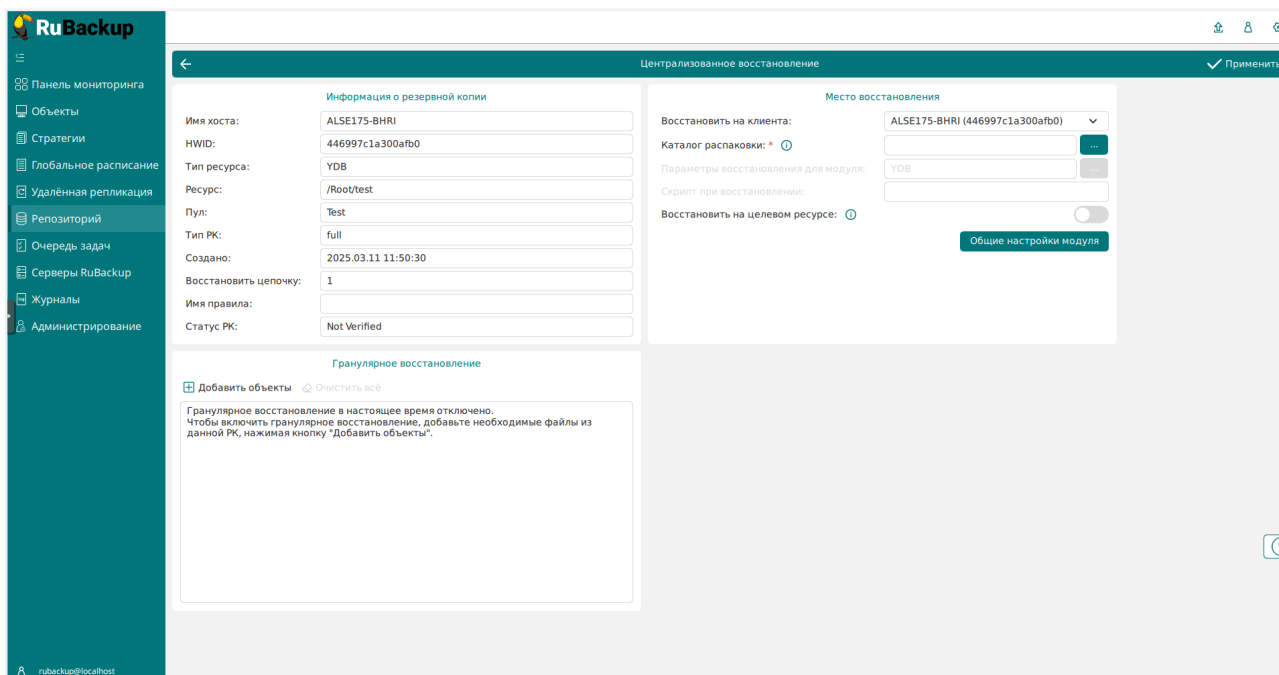 RuBackup
Централизованное восстановление
Применить
Панель мониторинга
Объекты
Стратегии
Глобальное расписание
Удалённая репликация
Репозиторий
Очередь задач
Серверы RuBackup
Журналы
Администрирование
rubackup@localhost
Информация о резервной копии
Имя хоста: ALSE175-BHRI
HWID: 446997c1a300afb0
Тип ресурса: YDB
Ресурс: /Root/test
Пул: Test
Тип РК: full
Создано: 2025.03.11 11:50:30
Восстановить цепочку: 1
Имя правила:
Статус РК: Not Verified
Место восстановления
Восстановить на клиента: ALSE175-BHRI (446997c1a300afb0)
Каталог распаковки: * ...
Параметры восстановления для модуля: YDB ...
Скрипт при восстановлении:
Восстановить на целевом ресурсе:
Общие настройки модуля
Гранулярное восстановление
Добавить объекты Очистить всё
Гранулярное восстановление в настоящее время отключено.
Чтобы включить гранулярное восстановление, добавьте необходимые файлы из
данной РК, нажимая кнопку "Добавить объекты".